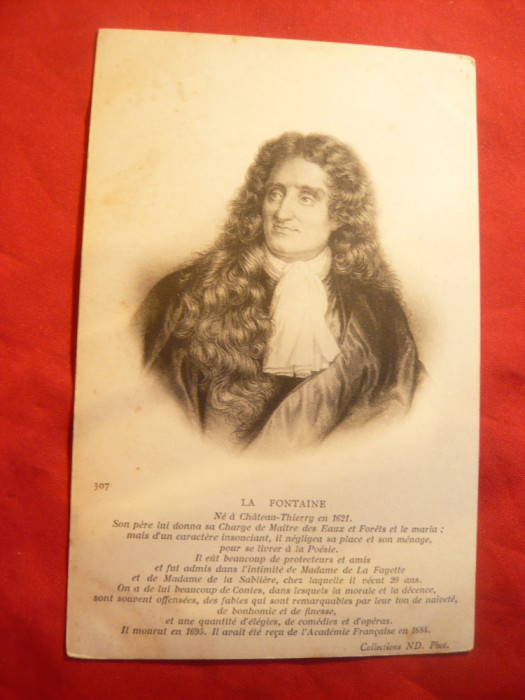 307
LA FONTAINE
Né à Château-Thierry en 1621.
Son père lui donna sa Charge de Maître des Eaux et Forêts et le maria ;
mais d'un caractère insouciant, il négligea sa place et son ménage,
pour se livrer à la Poésie.
Il eût beaucoup de protecteurs et amis
et fut admis dans l'intimité de Madame de La Fayette
et de Madame de la Sablière, chez laquelle il vécut 20 ans.
On a de lui beaucoup de Contes, dans lesquels la morale et la décence,
sont souvent offensées, des fables qui sont remarquables par leur ton de naïveté,
de bonhomie et de finesse,
et une quantité d'élégies, de comédies et d'opéras.
Il mourut en 1695. Il avait été reçu de l'Académie Française en 1684.
Collections ND. Phot.